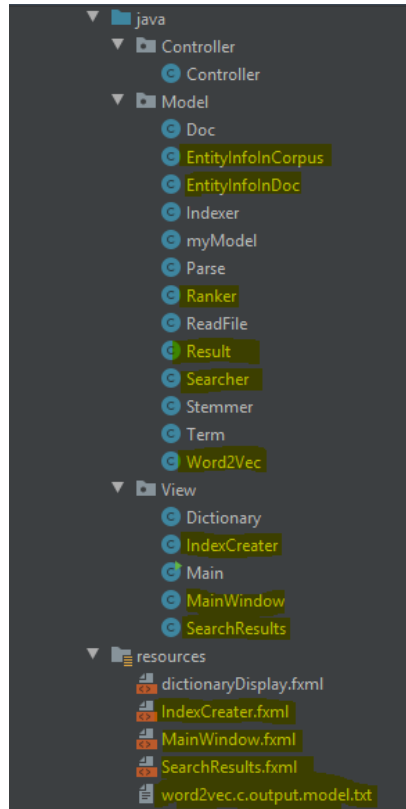 java
Controller
Controller
Model
Doc
EntityInfoInCorpus
EntityInfoInDoc
Indexer
myModel
Parse
Ranker
ReadFile
Result
Searcher
Stemmer
Term
Word2Vec
View
Dictionary
IndexCreater
Main
MainWindow
SearchResults
resources
dictionaryDisplay.fxml
IndexCreater.fxml
MainWindow.fxml
SearchResults.fxml
word2vec.c.output.model.txt